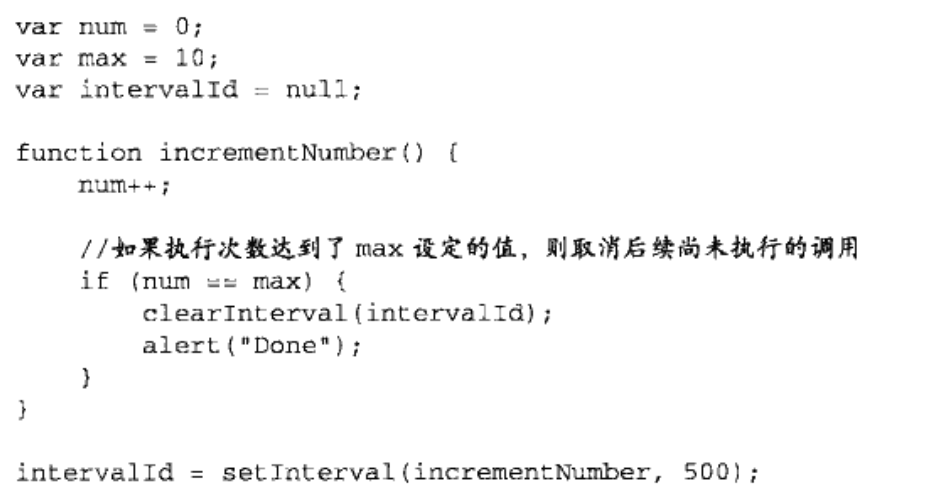 var num = 0;
var max = 10;
var intervalId = null;

function incrementNumber() {
    num++;

    //如果执行次数达到了 max 设定的值，则取消后续尚未执行的调用
    if (num == max) {
        clearInterval(intervalId);
        alert("Done");
    }
}

intervalId = setInterval(incrementNumber, 500);